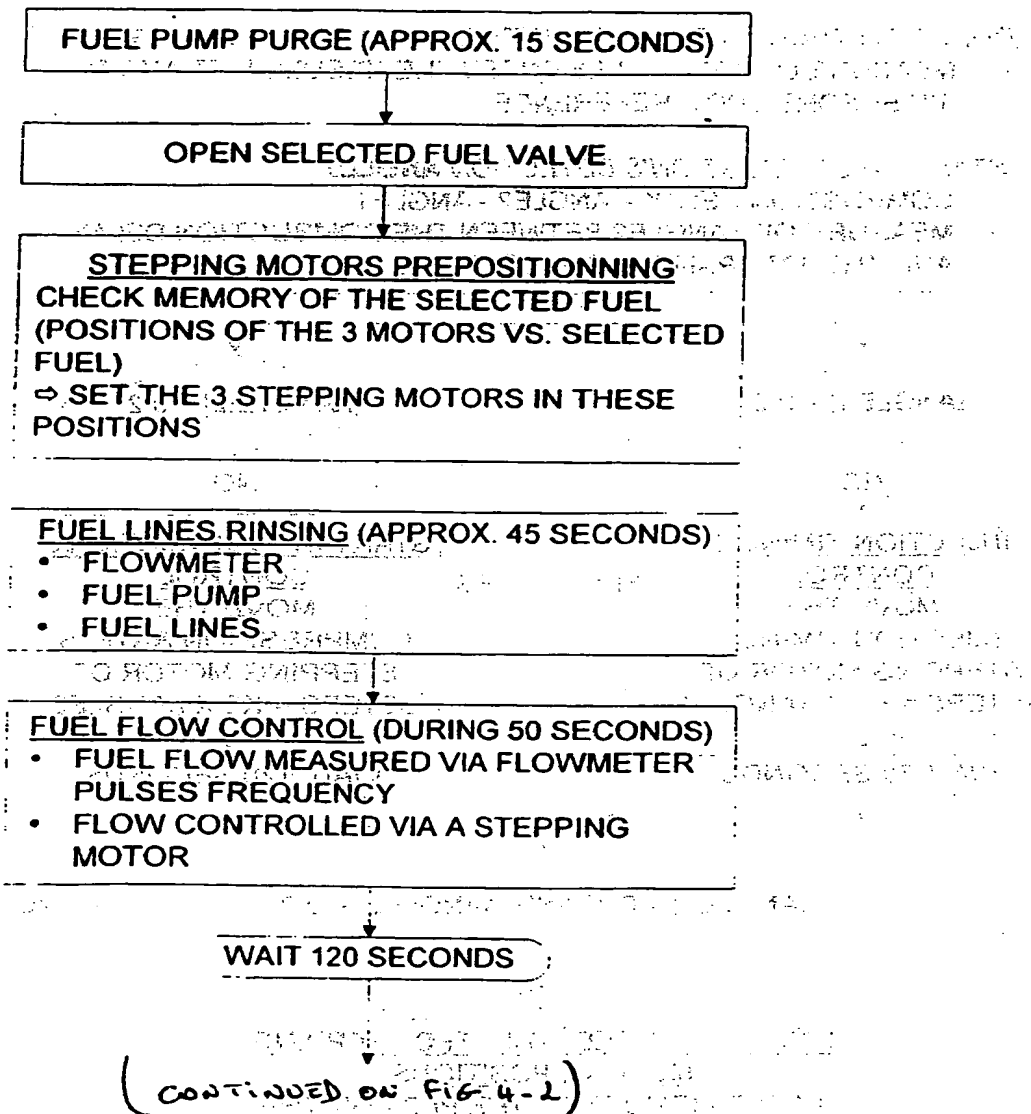 FUEL PUMP PURGE (APPROX. 15 SECONDS)
OPEN SELECTED FUEL VALVE
STEPPING MOTORS PREPOSITIONNING
CHECK MEMORY OF THE SELECTED FUEL
(POSITIONS OF THE 3 MOTORS VS. SELECTED
FUEL)
⇨ SET THE 3 STEPPING MOTORS IN THESE
POSITIONS
FUEL LINES RINSING (APPROX. 45 SECONDS)
• FLOWMETER
• FUEL PUMP
• FUEL LINES
FUEL FLOW CONTROL (DURING 50 SECONDS)
• FUEL FLOW MEASURED VIA FLOWMETER
PULSES FREQUENCY
• FLOW CONTROLLED VIA A STEPPING
MOTOR
WAIT 120 SECONDS
(CONTINUED ON FIG 4-2)